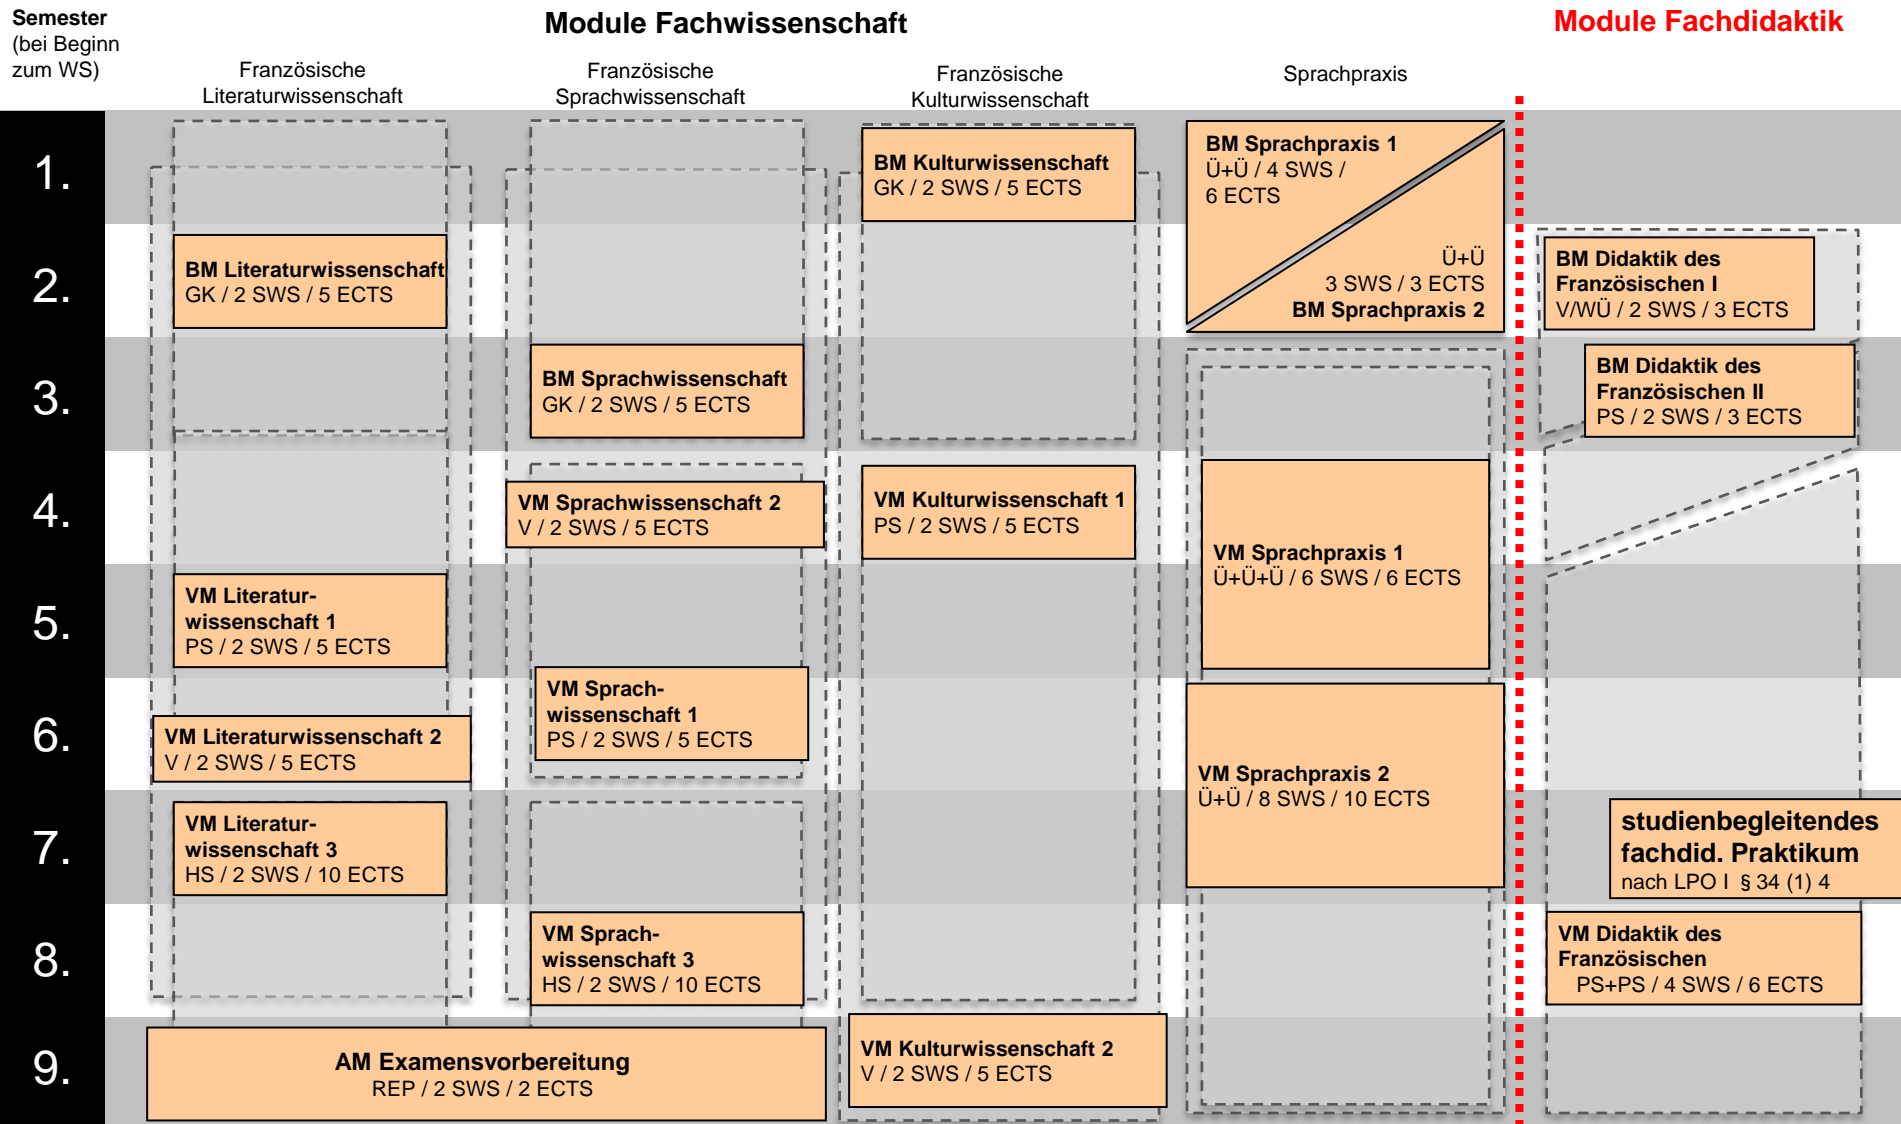 Semester
(bei Beginn
zum WS)
Module Fachwissenschaft
Module Fachdidaktik
Französische
Literaturwissenschaft
Französische
Sprachwissenschaft
Französische
Kulturwissenschaft
Sprachpraxis
1.
BM Kulturwissenschaft
GK / 2 SWS / 5 ECTS
BM Sprachpraxis 1
Ü+Ü / 4 SWS /
6 ECTS
2.
BM Literaturwissenschaft
GK / 2 SWS / 5 ECTS
Ü+Ü
3 SWS / 3 ECTS
BM Sprachpraxis 2
BM Didaktik des
Französischen I
V/WÜ / 2 SWS / 3 ECTS
3.
BM Sprachwissenschaft
GK / 2 SWS / 5 ECTS
BM Didaktik des
Französischen II
PS / 2 SWS / 3 ECTS
4.
VM Sprachwissenschaft 2
V / 2 SWS / 5 ECTS
VM Kulturwissenschaft 1
PS / 2 SWS / 5 ECTS
VM Sprachpraxis 1
Ü+Ü+Ü / 6 SWS / 6 ECTS
5.
VM Literatur-
wissenschaft 1
PS / 2 SWS / 5 ECTS
6.
VM Literaturwissenschaft 2
V / 2 SWS / 5 ECTS
VM Sprach-
wissenschaft 1
PS / 2 SWS / 5 ECTS
VM Sprachpraxis 2
Ü+Ü / 8 SWS / 10 ECTS
7.
VM Literatur-
wissenschaft 3
HS / 2 SWS / 10 ECTS
studienbegleitendes
fachdid. Praktikum
nach LPO I § 34 (1) 4
8.
VM Sprach-
wissenschaft 3
HS / 2 SWS / 10 ECTS
VM Didaktik des
Französischen
PS+PS / 4 SWS / 6 ECTS
9.
AM Examensvorbereitung
REP / 2 SWS / 2 ECTS
VM Kulturwissenschaft 2
V / 2 SWS / 5 ECTS